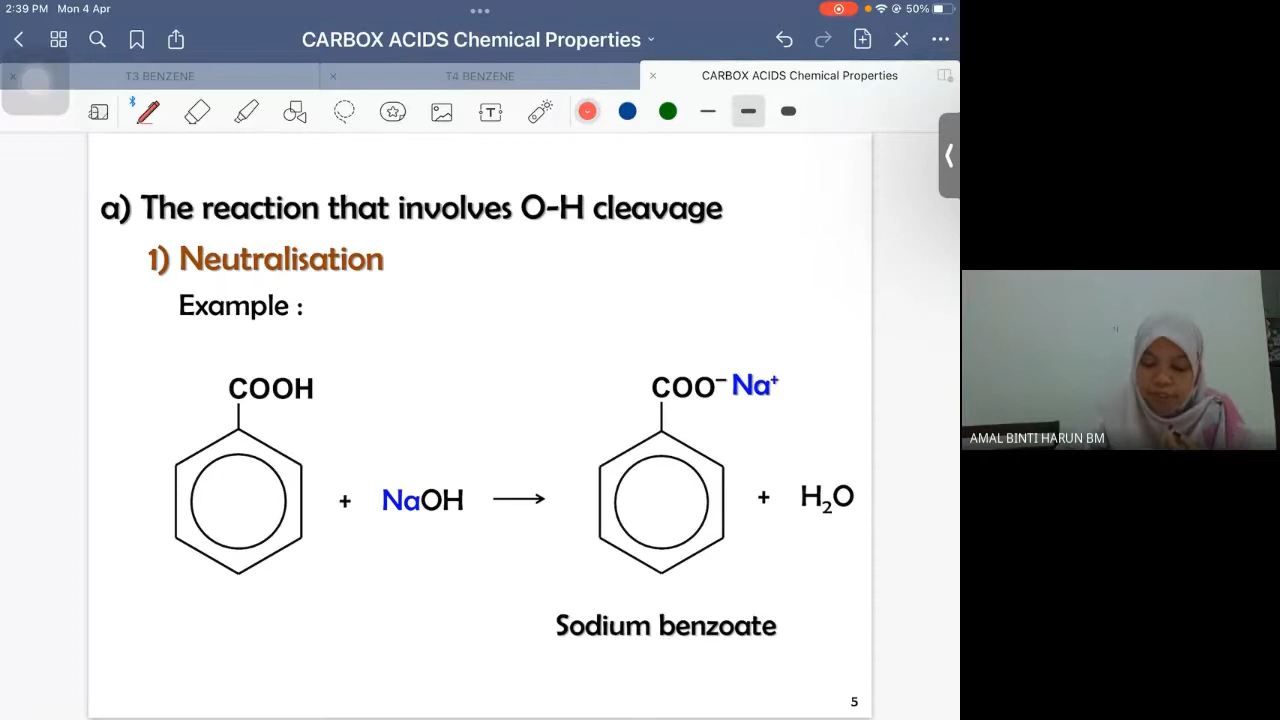 2:39 PM Mon 4 Apr
50%
CARBOX ACIDS Chemical Properties
T3 BENZENE
T4 BENZENE
CARBOX ACIDS Chemical Properties
T
a) The reaction that involves O-H cleavage
1) Neutralisation
Example :
COOH
COO⁻ Na⁺
+ NaOH → + H₂O
Sodium benzoate
5
AMAL BINTI HARUN BM